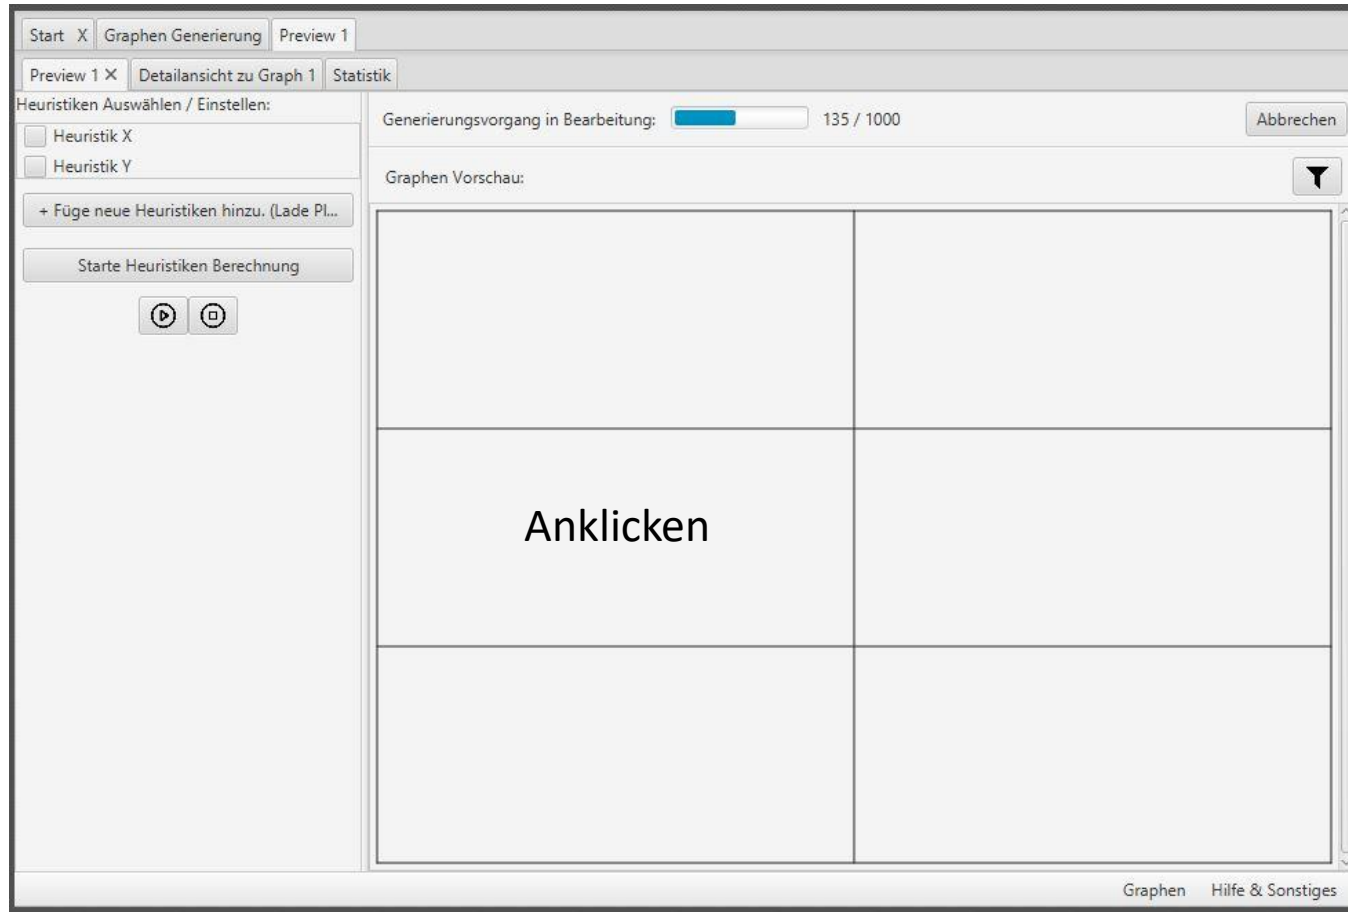 Start X Graphen Generierung Preview 1
Preview 1 X Detailansicht zu Graph 1 Statistik
Heuristiken Auswählen / Einstellen:
Heuristik X
Heuristik Y
+ Füge neue Heuristiken hinzu. (Lade Pl...
Starte Heuristiken Berechnung
Generierungsvorgang in Bearbeitung: 135 / 1000 Abbrechen
Graphen Vorschau:
Anklicken
Graphen Hilfe & Sonstiges